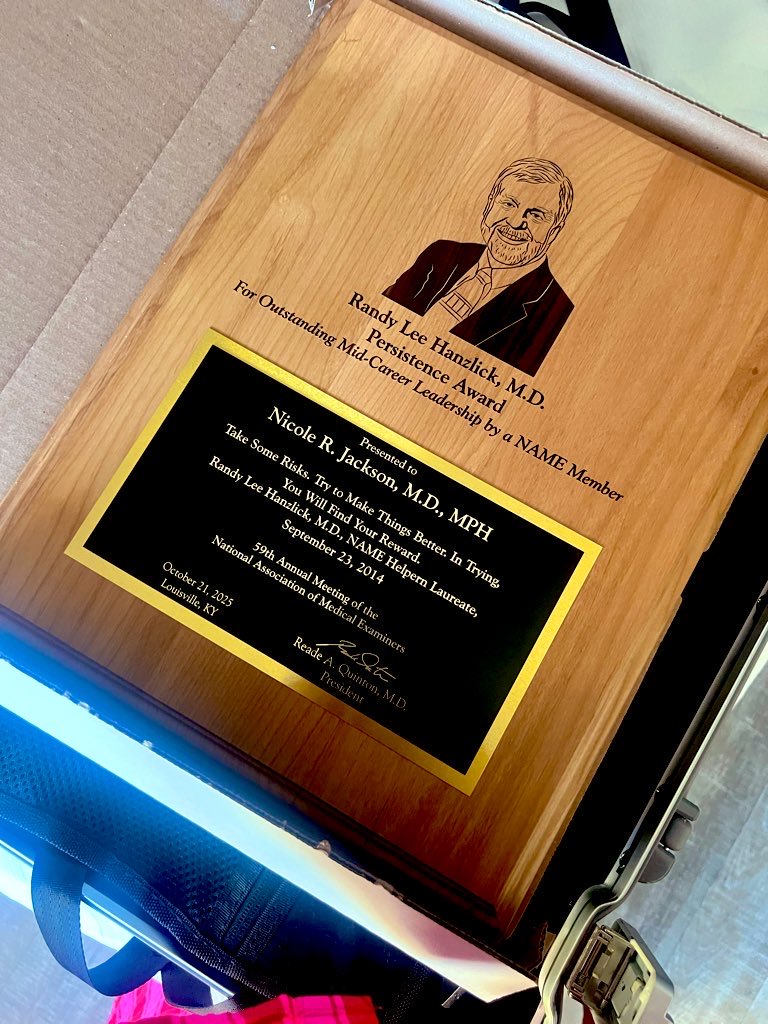 Randy Lee Hanzlick, M.D.
Persistence Award
For Outstanding Mid-Career Leadership by a NAME Member
Presented to
Nicole R. Jackson, M.D., MPH
Take Some Risks. Try to Make Things Better. In Trying,
You Will Find Your Reward.
Randy Lee Hanzlick, M.D., NAME Helpern Laureate,
September 23, 2014
59th Annual Meeting of the
National Association of Medical Examiners
October 21, 2025
Louisville, KY
Reade A. Quinton, M.D.
President